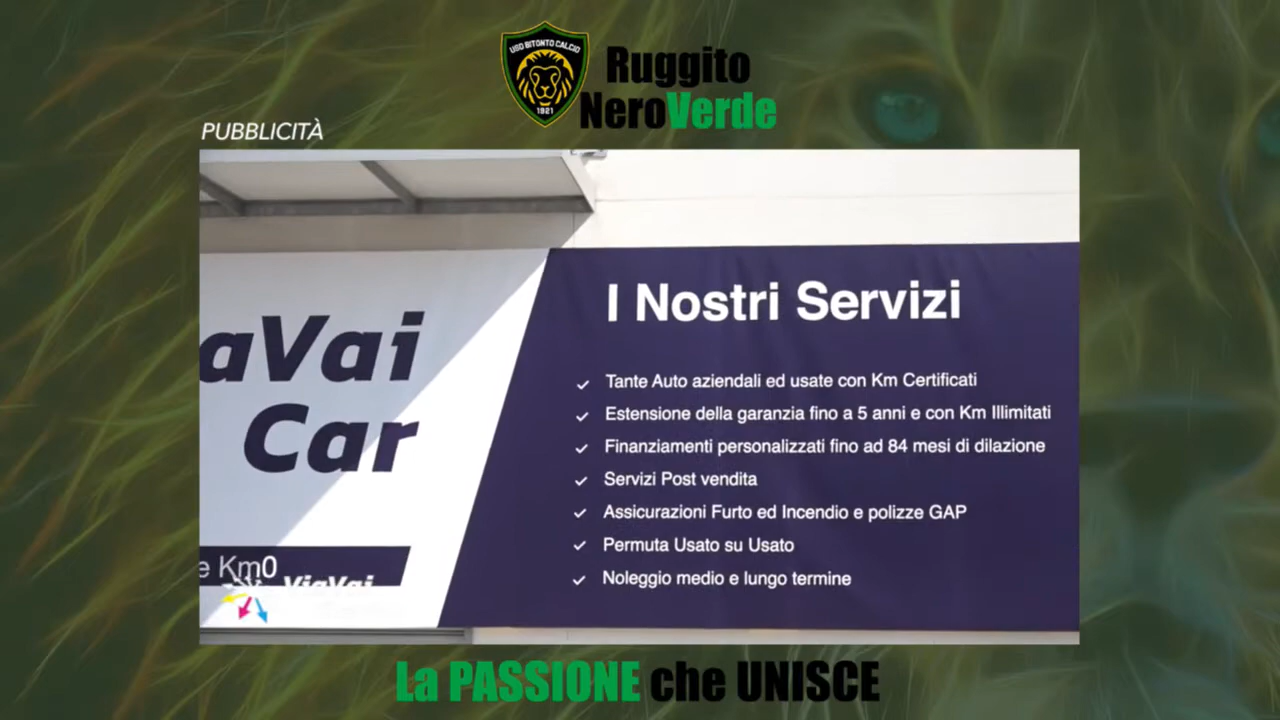 USD BITONTO CALCIO
1921
Ruggito
NeroVerde
PUBBLICITÀ
aVai
Car
e Km0
ViaVai
I Nostri Servizi
Tante Auto aziendali ed usate con Km Certificati
Estensione della garanzia fino a 5 anni e con Km Illimitati
Finanziamenti personalizzati fino ad 84 mesi di dilazione
Servizi Post vendita
Assicurazioni Furto ed Incendio e polizze GAP
Permuta Usato su Usato
Noleggio medio e lungo termine
La PASSIONE che UNISCE